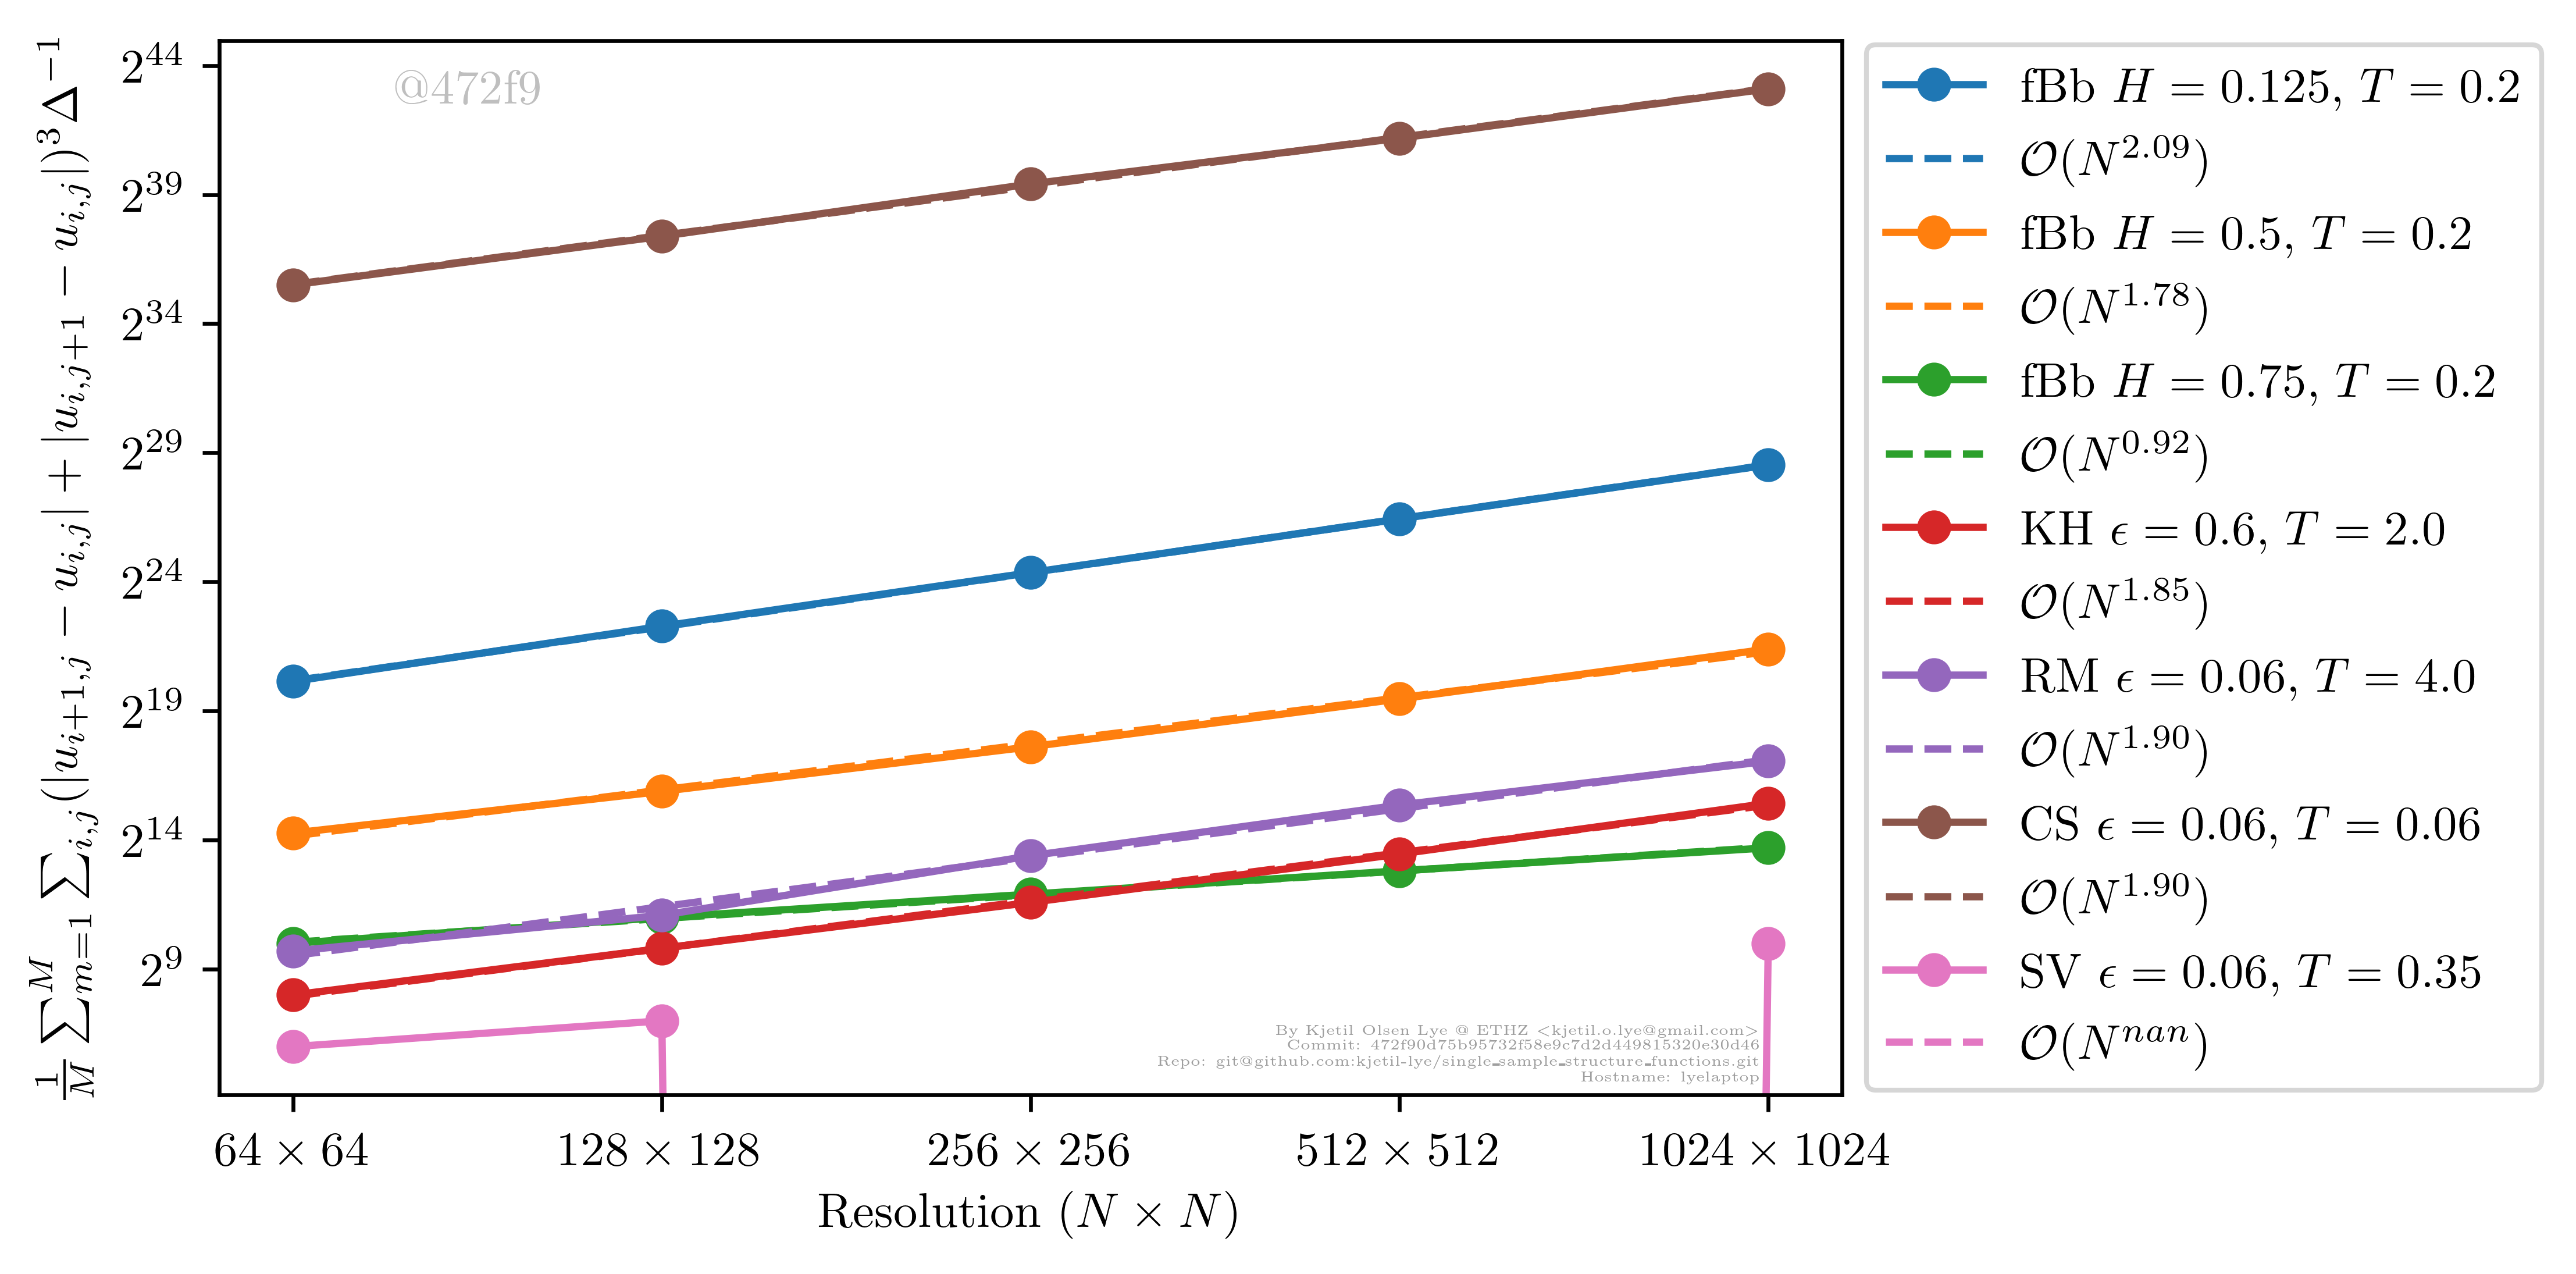 $\frac{1}{M}\sum_{m=1}^{M}\sum_{i,j}(|u_{i+1,j}-u_{i,j}|+|u_{i,j+1}-u_{i,j}|)^3\Delta^{-1}$
2^{44}
2^{39}
2^{34}
2^{29}
2^{24}
2^{19}
2^{14}
2^{9}
@472f9
By Kjetil Olsen Lye @ ETHZ <kjetil.o.lye@gmail.com>
Commit: 472f90d75b95732f58e9c7d2d449815320e30d46
Repo: git@github.com:kjetil-lye/single_sample_structure_functions.git
Hostname: lyelaptop
64 × 64
128 × 128
256 × 256
512 × 512
1024 × 1024
Resolution (N × N)
fBb H = 0.125, T = 0.2
𝒪(N^{2.09})
fBb H = 0.5, T = 0.2
𝒪(N^{1.78})
fBb H = 0.75, T = 0.2
𝒪(N^{0.92})
KH ϵ = 0.6, T = 2.0
𝒪(N^{1.85})
RM ϵ = 0.06, T = 4.0
𝒪(N^{1.90})
CS ϵ = 0.06, T = 0.06
𝒪(N^{1.90})
SV ϵ = 0.06, T = 0.35
𝒪(N^{nan})